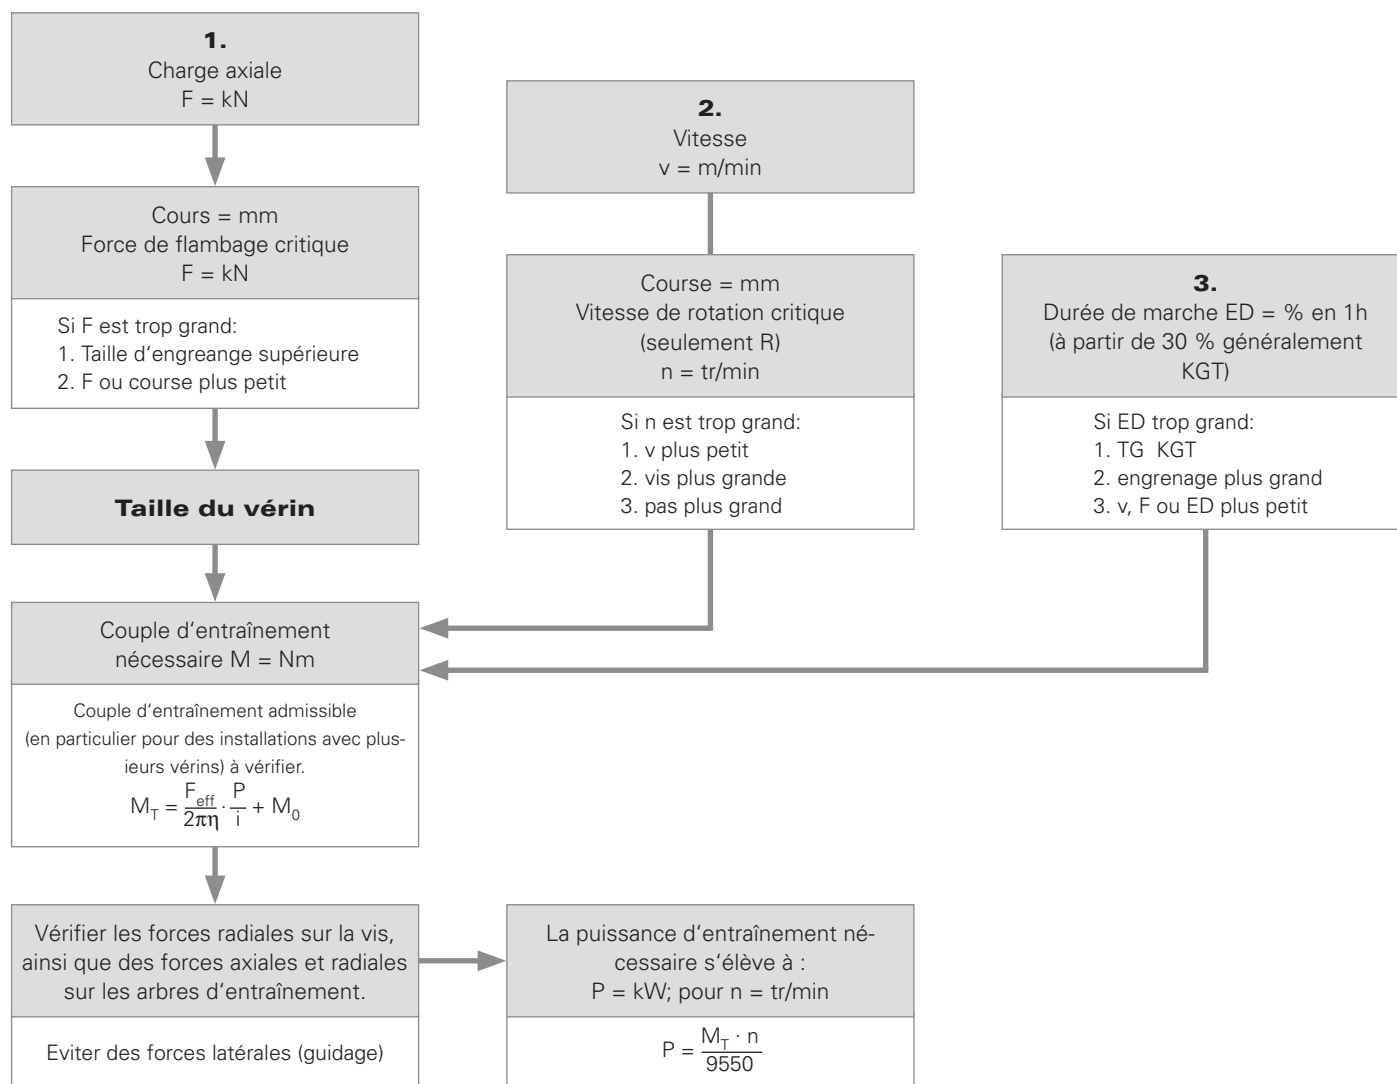 1.
Charge axiale
F = kN
Cours = mm
Force de flambage critique
F = kN
Si F est trop grand:
1. Taille d'engreange supérieure
2. F ou course plus petit
Taille du vérin
2.
Vitesse
v = m/min
Course = mm
Vitesse de rotation critique
(seulement R)
n = tr/min
Si n est trop grand:
1. v plus petit
2. vis plus grande
3. pas plus grand
3.
Durée de marche ED = % en 1h
(à partir de 30 % généralement
KGT)
Si ED trop grand:
1. TG  KGT
2. engrenage plus grand
3. v, F ou ED plus petit
Couple d'entraînement
nécessaire M = Nm
Couple d'entraînement admissible
(en particulier pour des installations avec plus-
ieurs vérins) à vérifier.
M_T = F_eff/2πη · P/i + M_0
Vérifier les forces radiales sur la vis,
ainsi que des forces axiales et radiales
sur les arbres d'entraînement.
Eviter des forces latérales (guidage)
La puissance d'entraînement né-
cessaire s'élève à :
P = kW; pour n = tr/min
P = M_T · n/9550